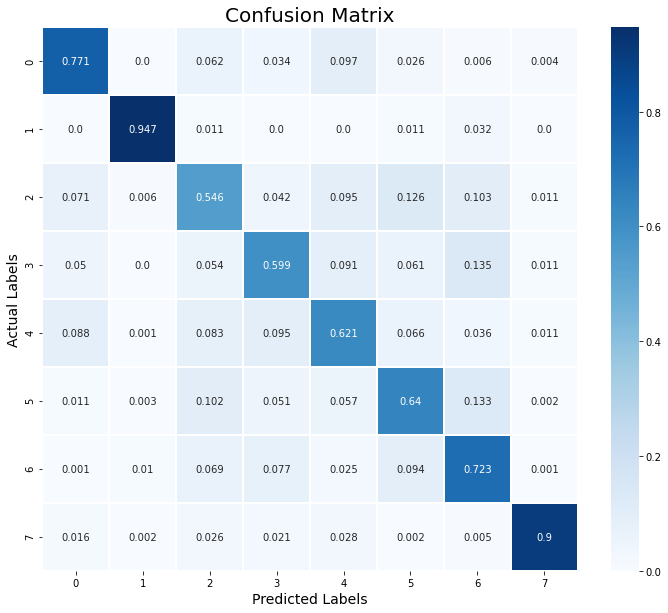 Confusion Matrix
0 0.771 0.0 0.062 0.034 0.097 0.026 0.006 0.004
1 0.0 0.947 0.011 0.0 0.0 0.011 0.032 0.0
2 0.071 0.006 0.546 0.042 0.095 0.126 0.103 0.011
3 0.05 0.0 0.054 0.599 0.091 0.061 0.135 0.011
4 0.088 0.001 0.083 0.095 0.621 0.066 0.036 0.011
5 0.011 0.003 0.102 0.051 0.057 0.64 0.133 0.002
6 0.001 0.01 0.069 0.077 0.025 0.094 0.723 0.001
7 0.016 0.002 0.026 0.021 0.028 0.002 0.005 0.9
0 1 2 3 4 5 6 7
Predicted Labels
Actual Labels
0.8
0.6
0.4
0.2
0.0